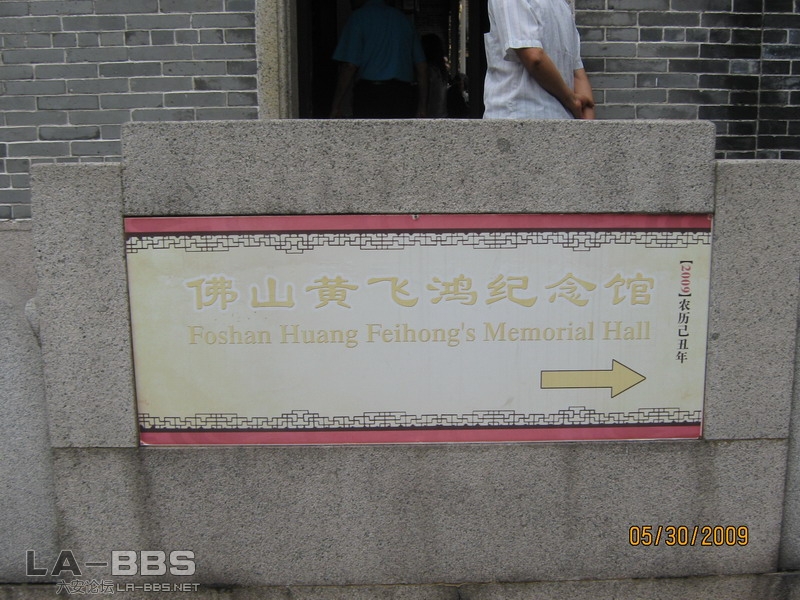 佛山黄飞鸿纪念馆
Foshan Huang Feihong's Memorial Hall
【2009】农历己丑年
05/30/2009
LA-BBS
六安论坛 LA-BBS.NET